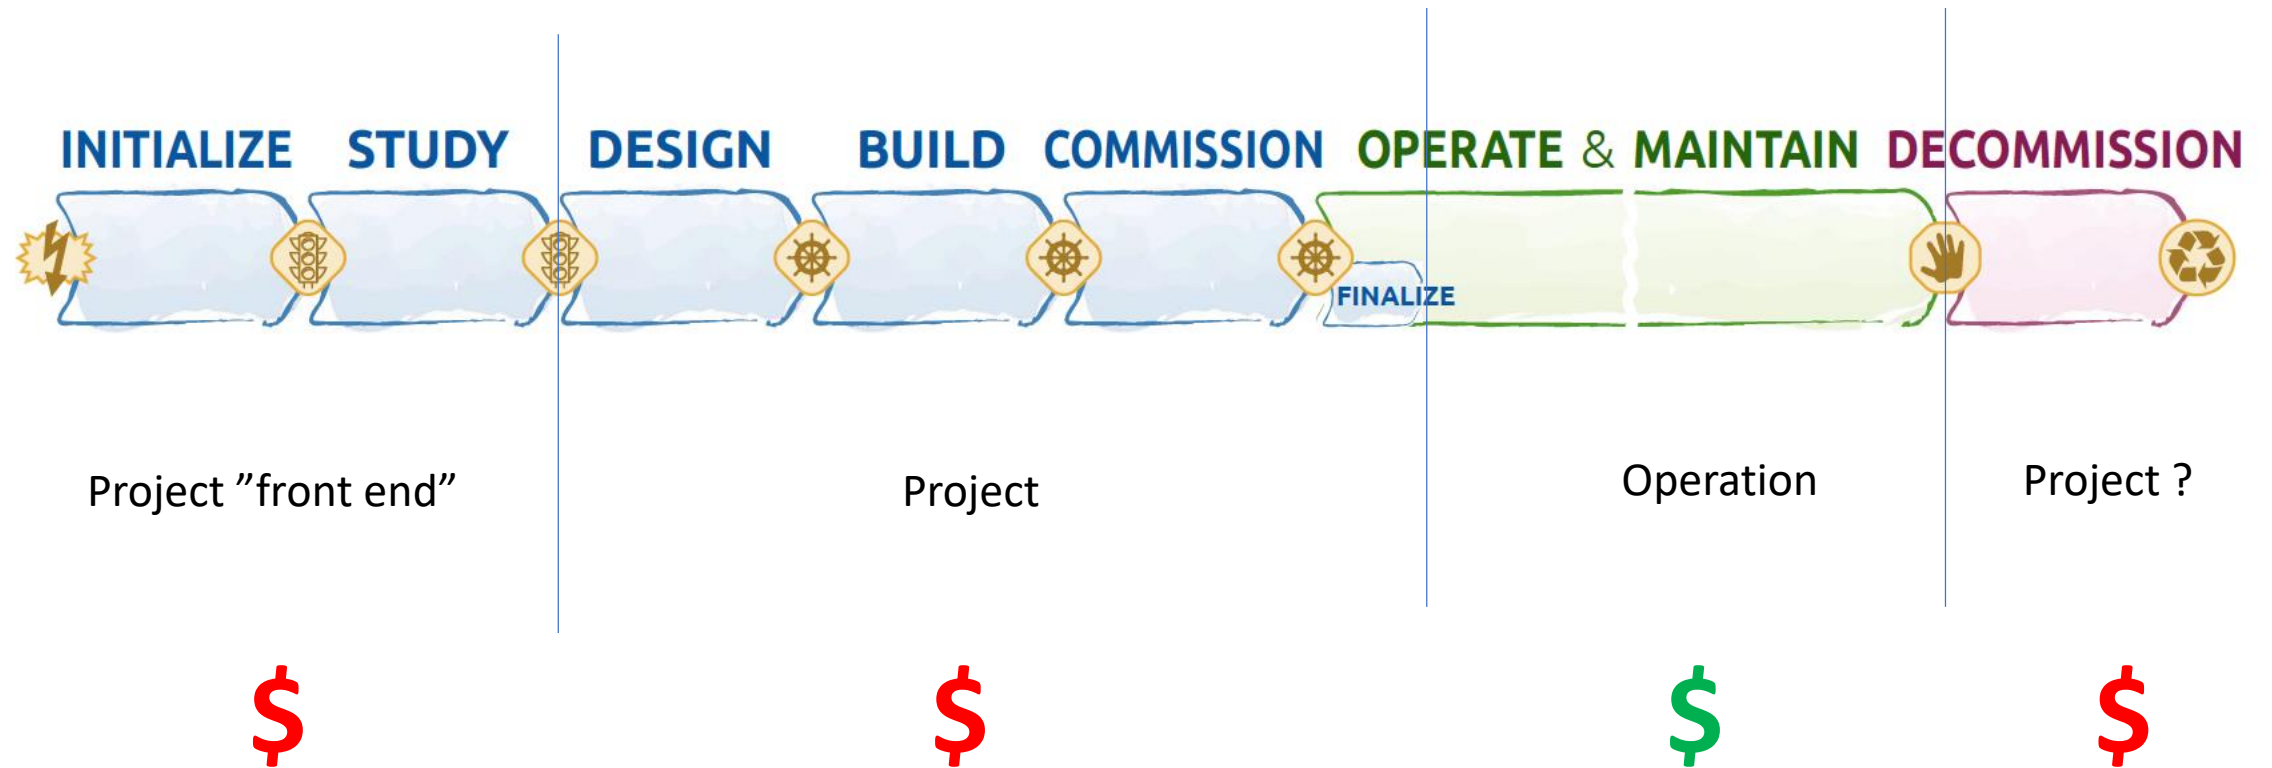 INITIALIZE STUDY DESIGN BUILD COMMISSION OPERATE & MAINTAIN DECOMMISSION
FINALIZE
Project ”front end” Project Operation Project ?
$ $ $ $